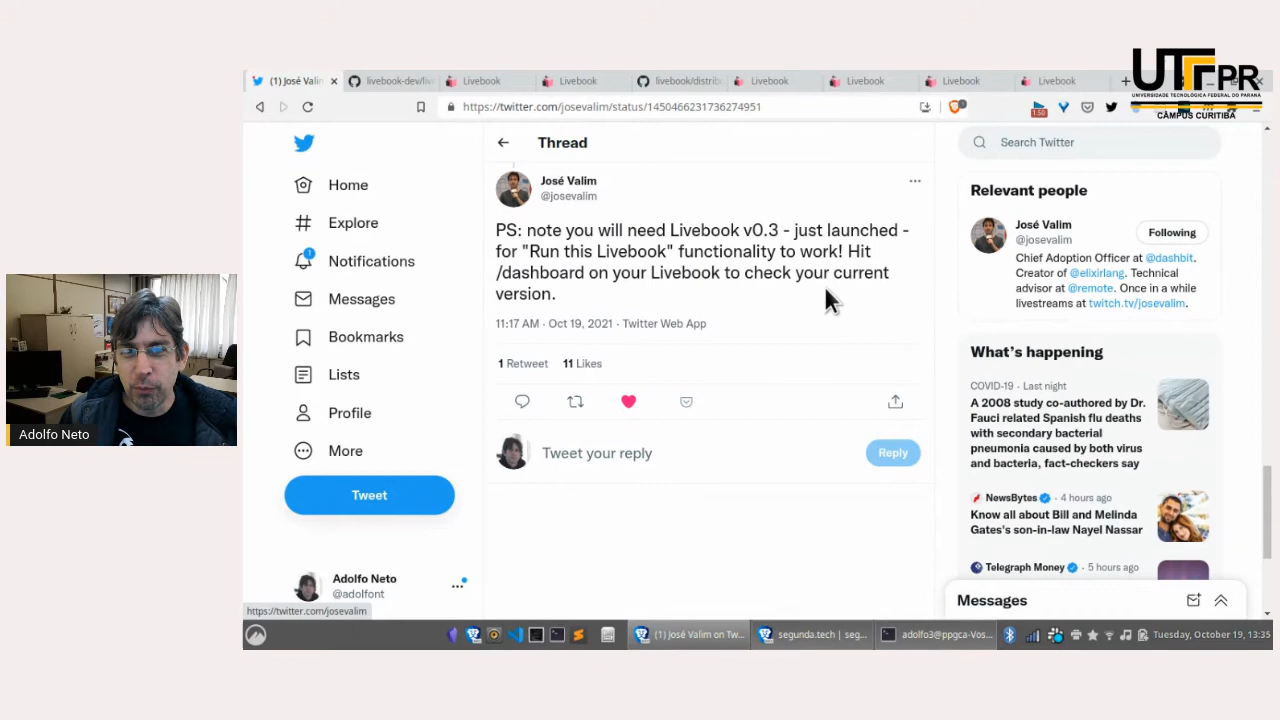 UTFPR
UNIVERSIDADE TECNOLÓGICA FEDERAL DO PARANÁ
CÂMPUS CURITIBA
(1) José Valim
livebook-dev/live
Livebook
Livebook
livebook/distrib
Livebook
Livebook
Livebook
Livebook
https://twitter.com/josevalim/status/1450466231736274951
1:50
Home
Explore
Notifications
Messages
Bookmarks
Lists
Profile
More
Tweet
Adolfo Neto
@adolfont
https://twitter.com/josevalim
Thread
José Valim
@josevalim
PS: note you will need Livebook v0.3 - just launched -
for "Run this Livebook" functionality to work! Hit
/dashboard on your Livebook to check your current
version.
11:17 AM · Oct 19, 2021 · Twitter Web App
1 Retweet 11 Likes
Tweet your reply
Reply
Search Twitter
Relevant people
José Valim
@josevalim
Following
Chief Adoption Officer at @dashbit.
Creator of @elixirlang. Technical
advisor at @remote. Once in a while
livestreams at twitch.tv/josevalim.
What's happening
COVID-19 · Last night
A 2008 study co-authored by Dr.
Fauci related Spanish flu deaths
with secondary bacterial
pneumonia caused by both virus
and bacteria, fact-checkers say
NewsBytes · 4 hours ago
Know all about Bill and Melinda
Gates's son-in-law Nayel Nassar
Telegraph Money · 5 hours ago
Messages
Adolfo Neto
(1) José Valim on Tw...
segunda.tech | seg...
adolfo3@ppgca-Vos...
Tuesday, October 19, 13:35